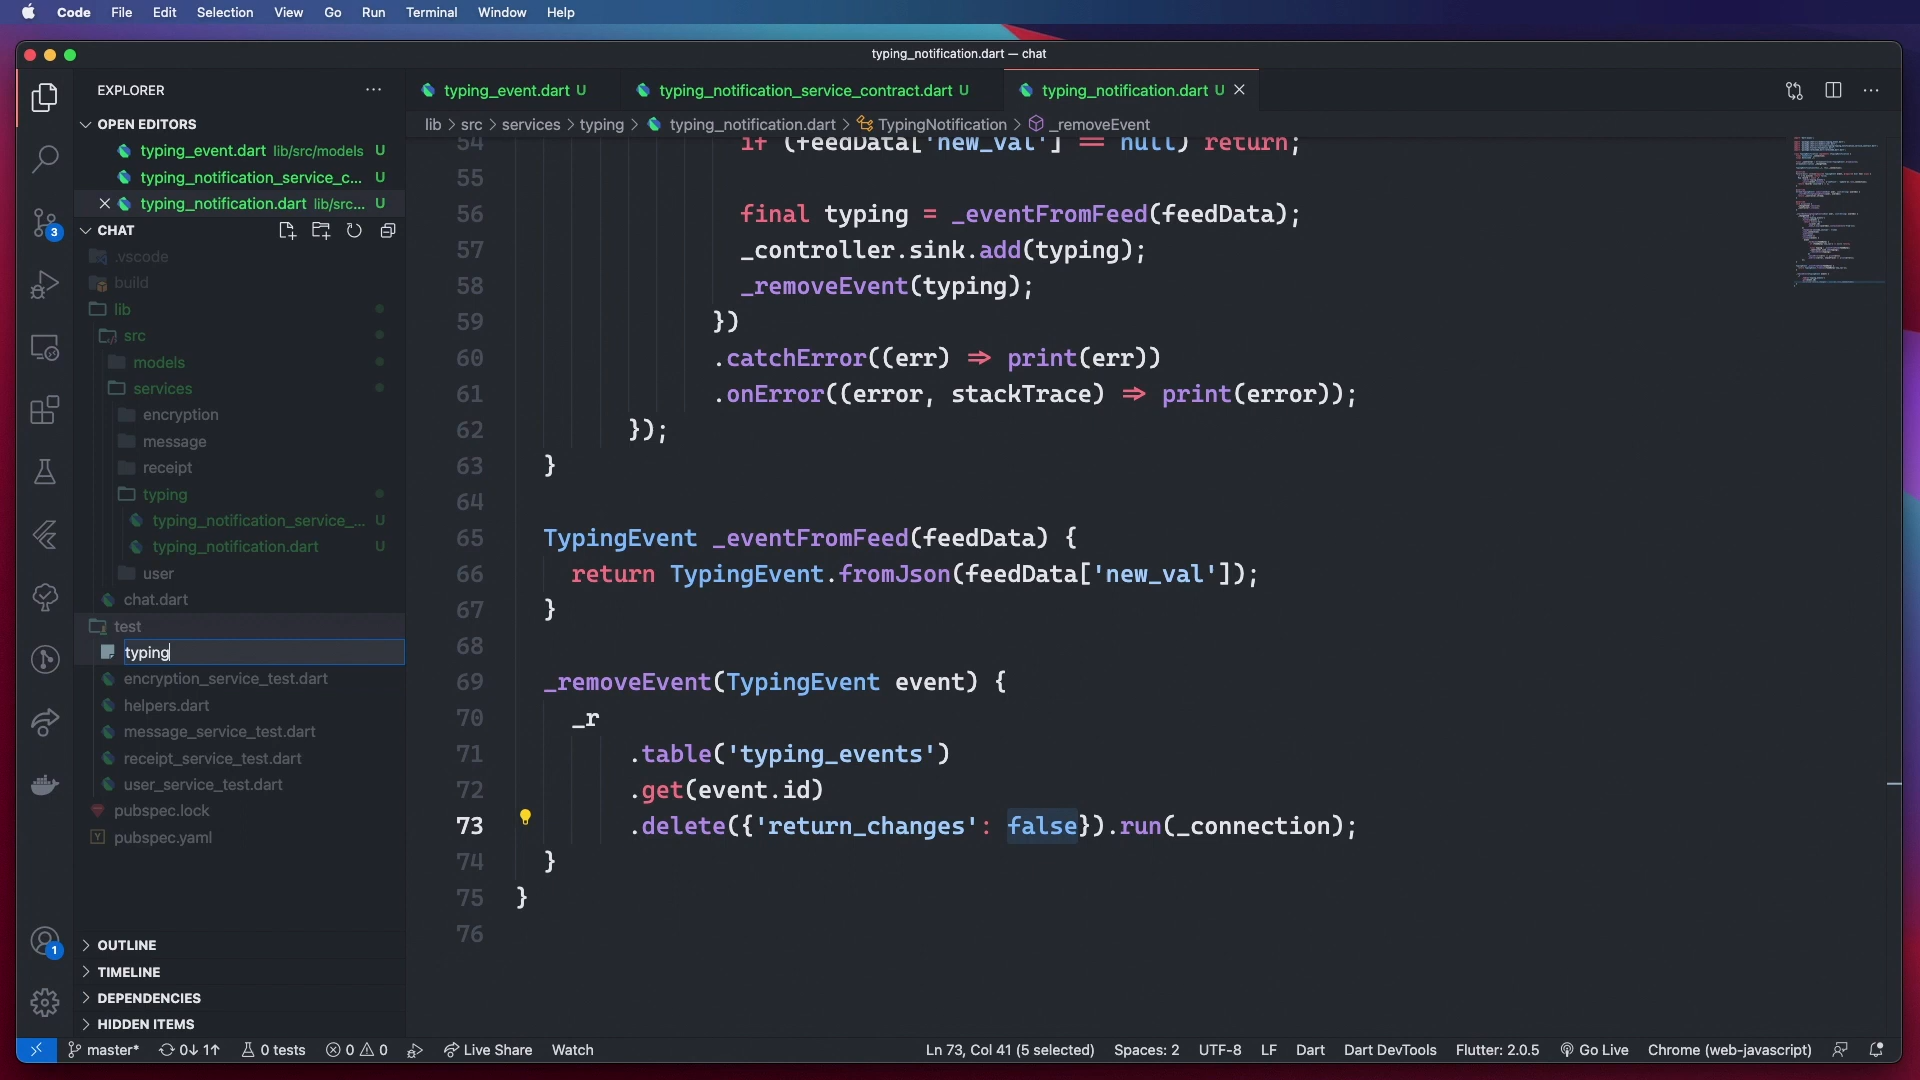 Code File Edit Selection View Go Run Terminal Window Help
typing_notification.dart — chat
EXPLORER
OPEN EDITORS
typing_event.dart lib/src/models U
typing_notification_service_c... U
typing_notification.dart lib/src... U
CHAT
.vscode
build
lib
src
models
services
encryption
message
receipt
typing
typing_notification_service_... U
typing_notification.dart U
user
chat.dart
test
typing
encryption_service_test.dart
helpers.dart
message_service_test.dart
receipt_service_test.dart
user_service_test.dart
pubspec.lock
pubspec.yaml
OUTLINE
TIMELINE
DEPENDENCIES
HIDDEN ITEMS
3
1
typing_event.dart U typing_notification_service_contract.dart U typing_notification.dart U
lib > src > services > typing > typing_notification.dart > TypingNotification > _removeEvent
54 if (feedData['new_val'] == null) return;
55
56 final typing = _eventFromFeed(feedData);
57 _controller.sink.add(typing);
58 _removeEvent(typing);
59 })
60 .catchError((err) => print(err))
61 .onError((error, stackTrace) => print(error));
62 });
63 }
64
65 TypingEvent _eventFromFeed(feedData) {
66 return TypingEvent.fromJson(feedData['new_val']);
67 }
68
69 _removeEvent(TypingEvent event) {
70 _r
71 .table('typing_events')
72 .get(event.id)
73 .delete({'return_changes': false}).run(_connection);
74 }
75 }
76
master* 0↓ 1↑ 0 tests 0 0 Live Share Watch Ln 73, Col 41 (5 selected) Spaces: 2 UTF-8 LF Dart Dart DevTools Flutter: 2.0.5 Go Live Chrome (web-javascript)